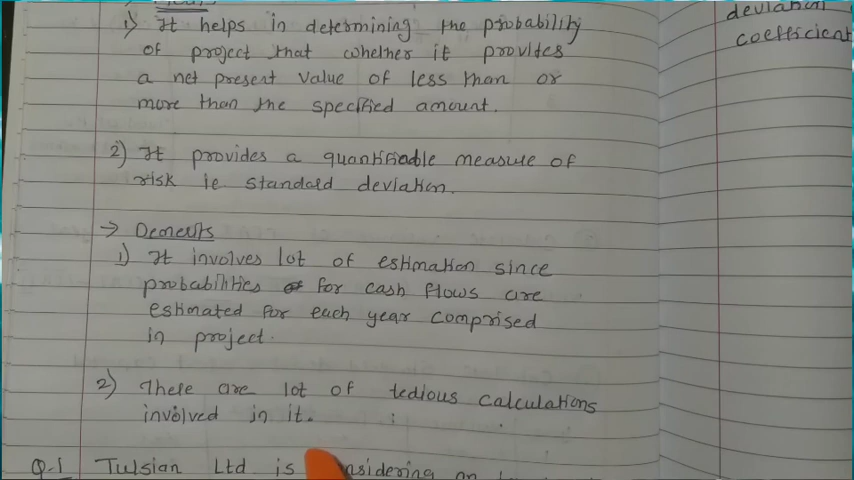 1) It helps in determining the probability
of project that whether it provides
a net present value of less than or
more than the specified amount.
2) It provides a quantifiable measure of
risk ie. standard deviation.
→ Demerits
1) It involves lot of estimation since
probabilities for cash flows are
estimated for each year comprised
in project.
2) There are lot of tedious calculations
involved in it.
Q.1 Tulsian Ltd is
deviation
coefficient